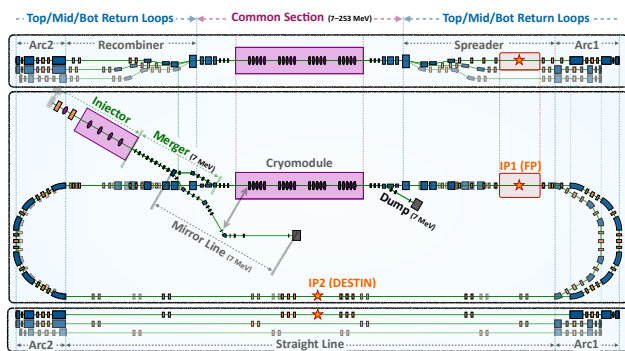 Top/Mid/Bot Return Loops Common Section (7–253 MeV) Top/Mid/Bot Return Loops
Arc2 Recombiner Spreader Arc1
Injector
Merger (7 MeV)
Cryomodule
IP1 (FP)
Dump (7 MeV)
Mirror Line (7 MeV)
IP2 (DESTIN)
Arc2 Straight Line Arc1